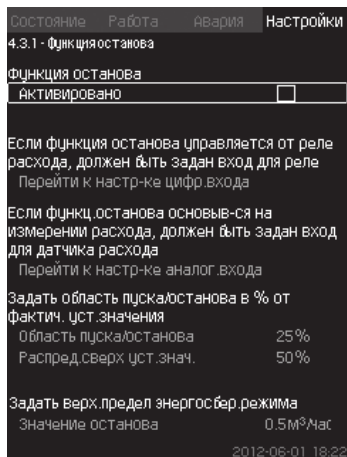 Состояние Работа Авария Настройки
4.3.1 - Функция останова
Функция останова
Активировано
Если функция останова управляется от реле
расхода, должен быть задан вход для реле
Перейти к настр-ке цифр.входа
Если функц.останова основыв-ся на
измерении расхода, должен быть задан вход
для датчика расхода
Перейти к настр-ке аналог.входа
Задать область пуска/останова в % от
фактич. уст.значения
Область пуска/останова 25%
Распред.сверх уст.знач. 50%
Задать верх.предел энергосбер.режима
Значение останова 0.5м³/час
2012-06-01 18:22